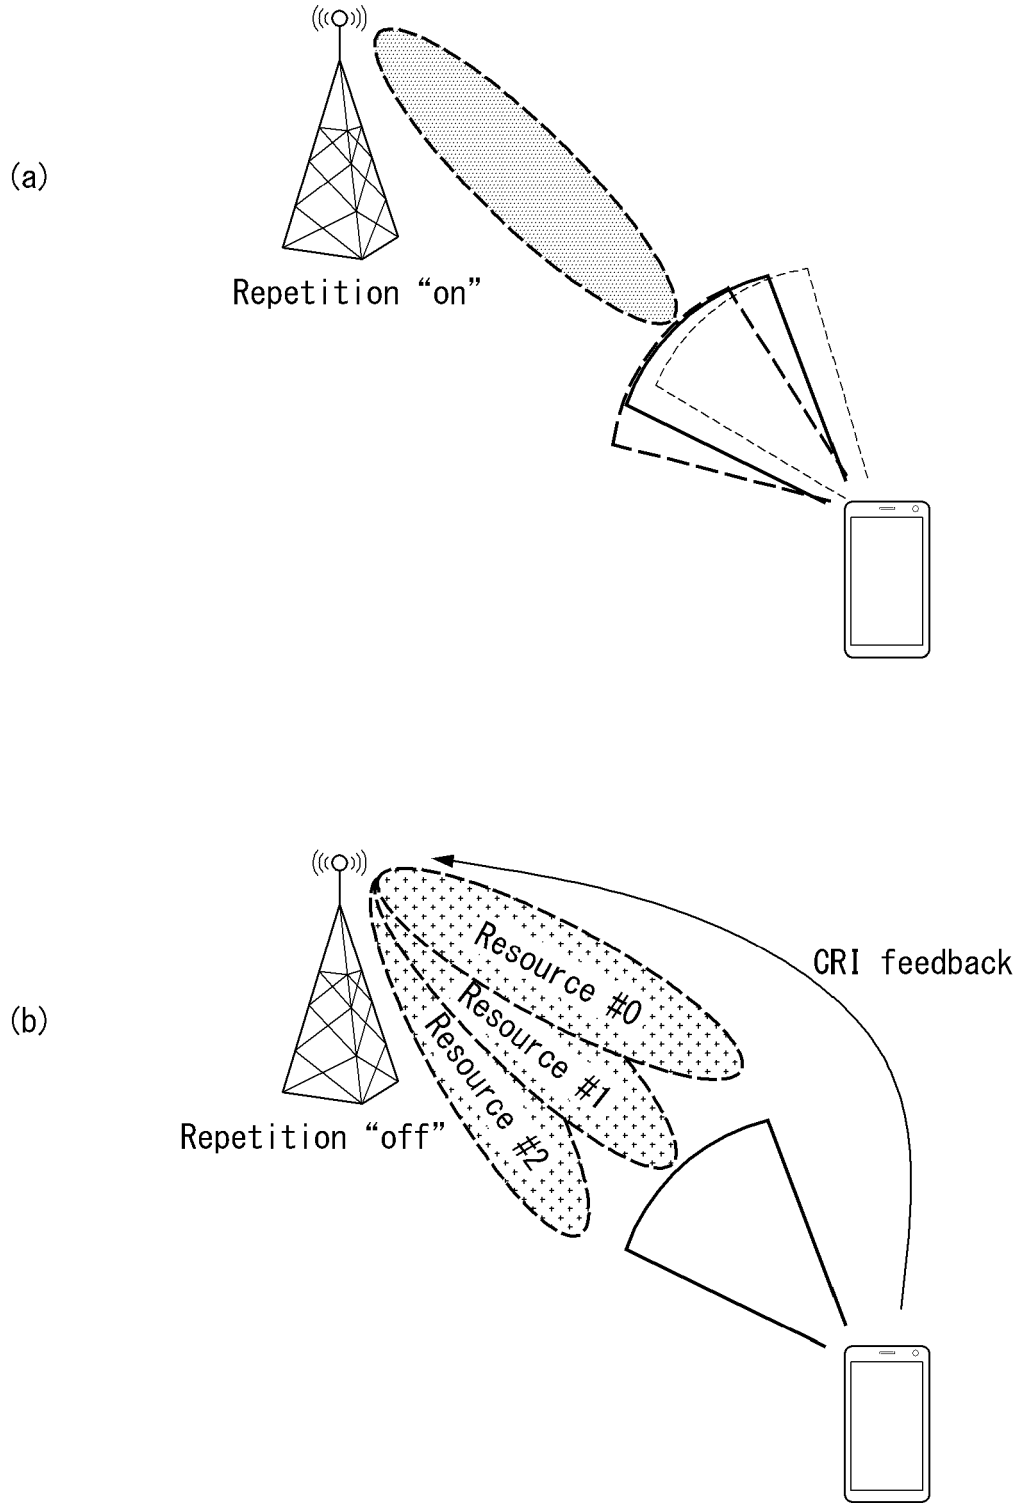 (a)
Repetition “on”
CRI feedback
(b)
Resource #0
Resource #1
Resource #2
Repetition “off”